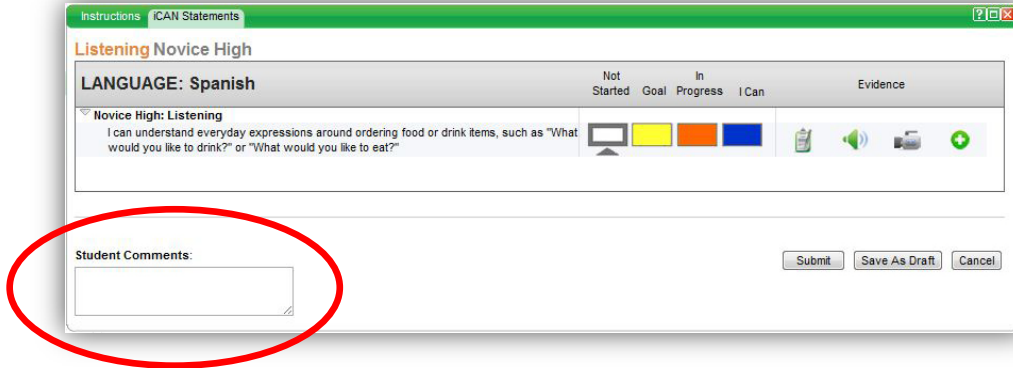 Instructions iCAN Statements
?
Listening Novice High
LANGUAGE: Spanish
Not Started Goal In Progress I Can Evidence
Novice High: Listening
I can understand everyday expressions around ordering food or drink items, such as "What
would you like to drink?" or "What would you like to eat?"
Student Comments:
Submit Save As Draft Cancel